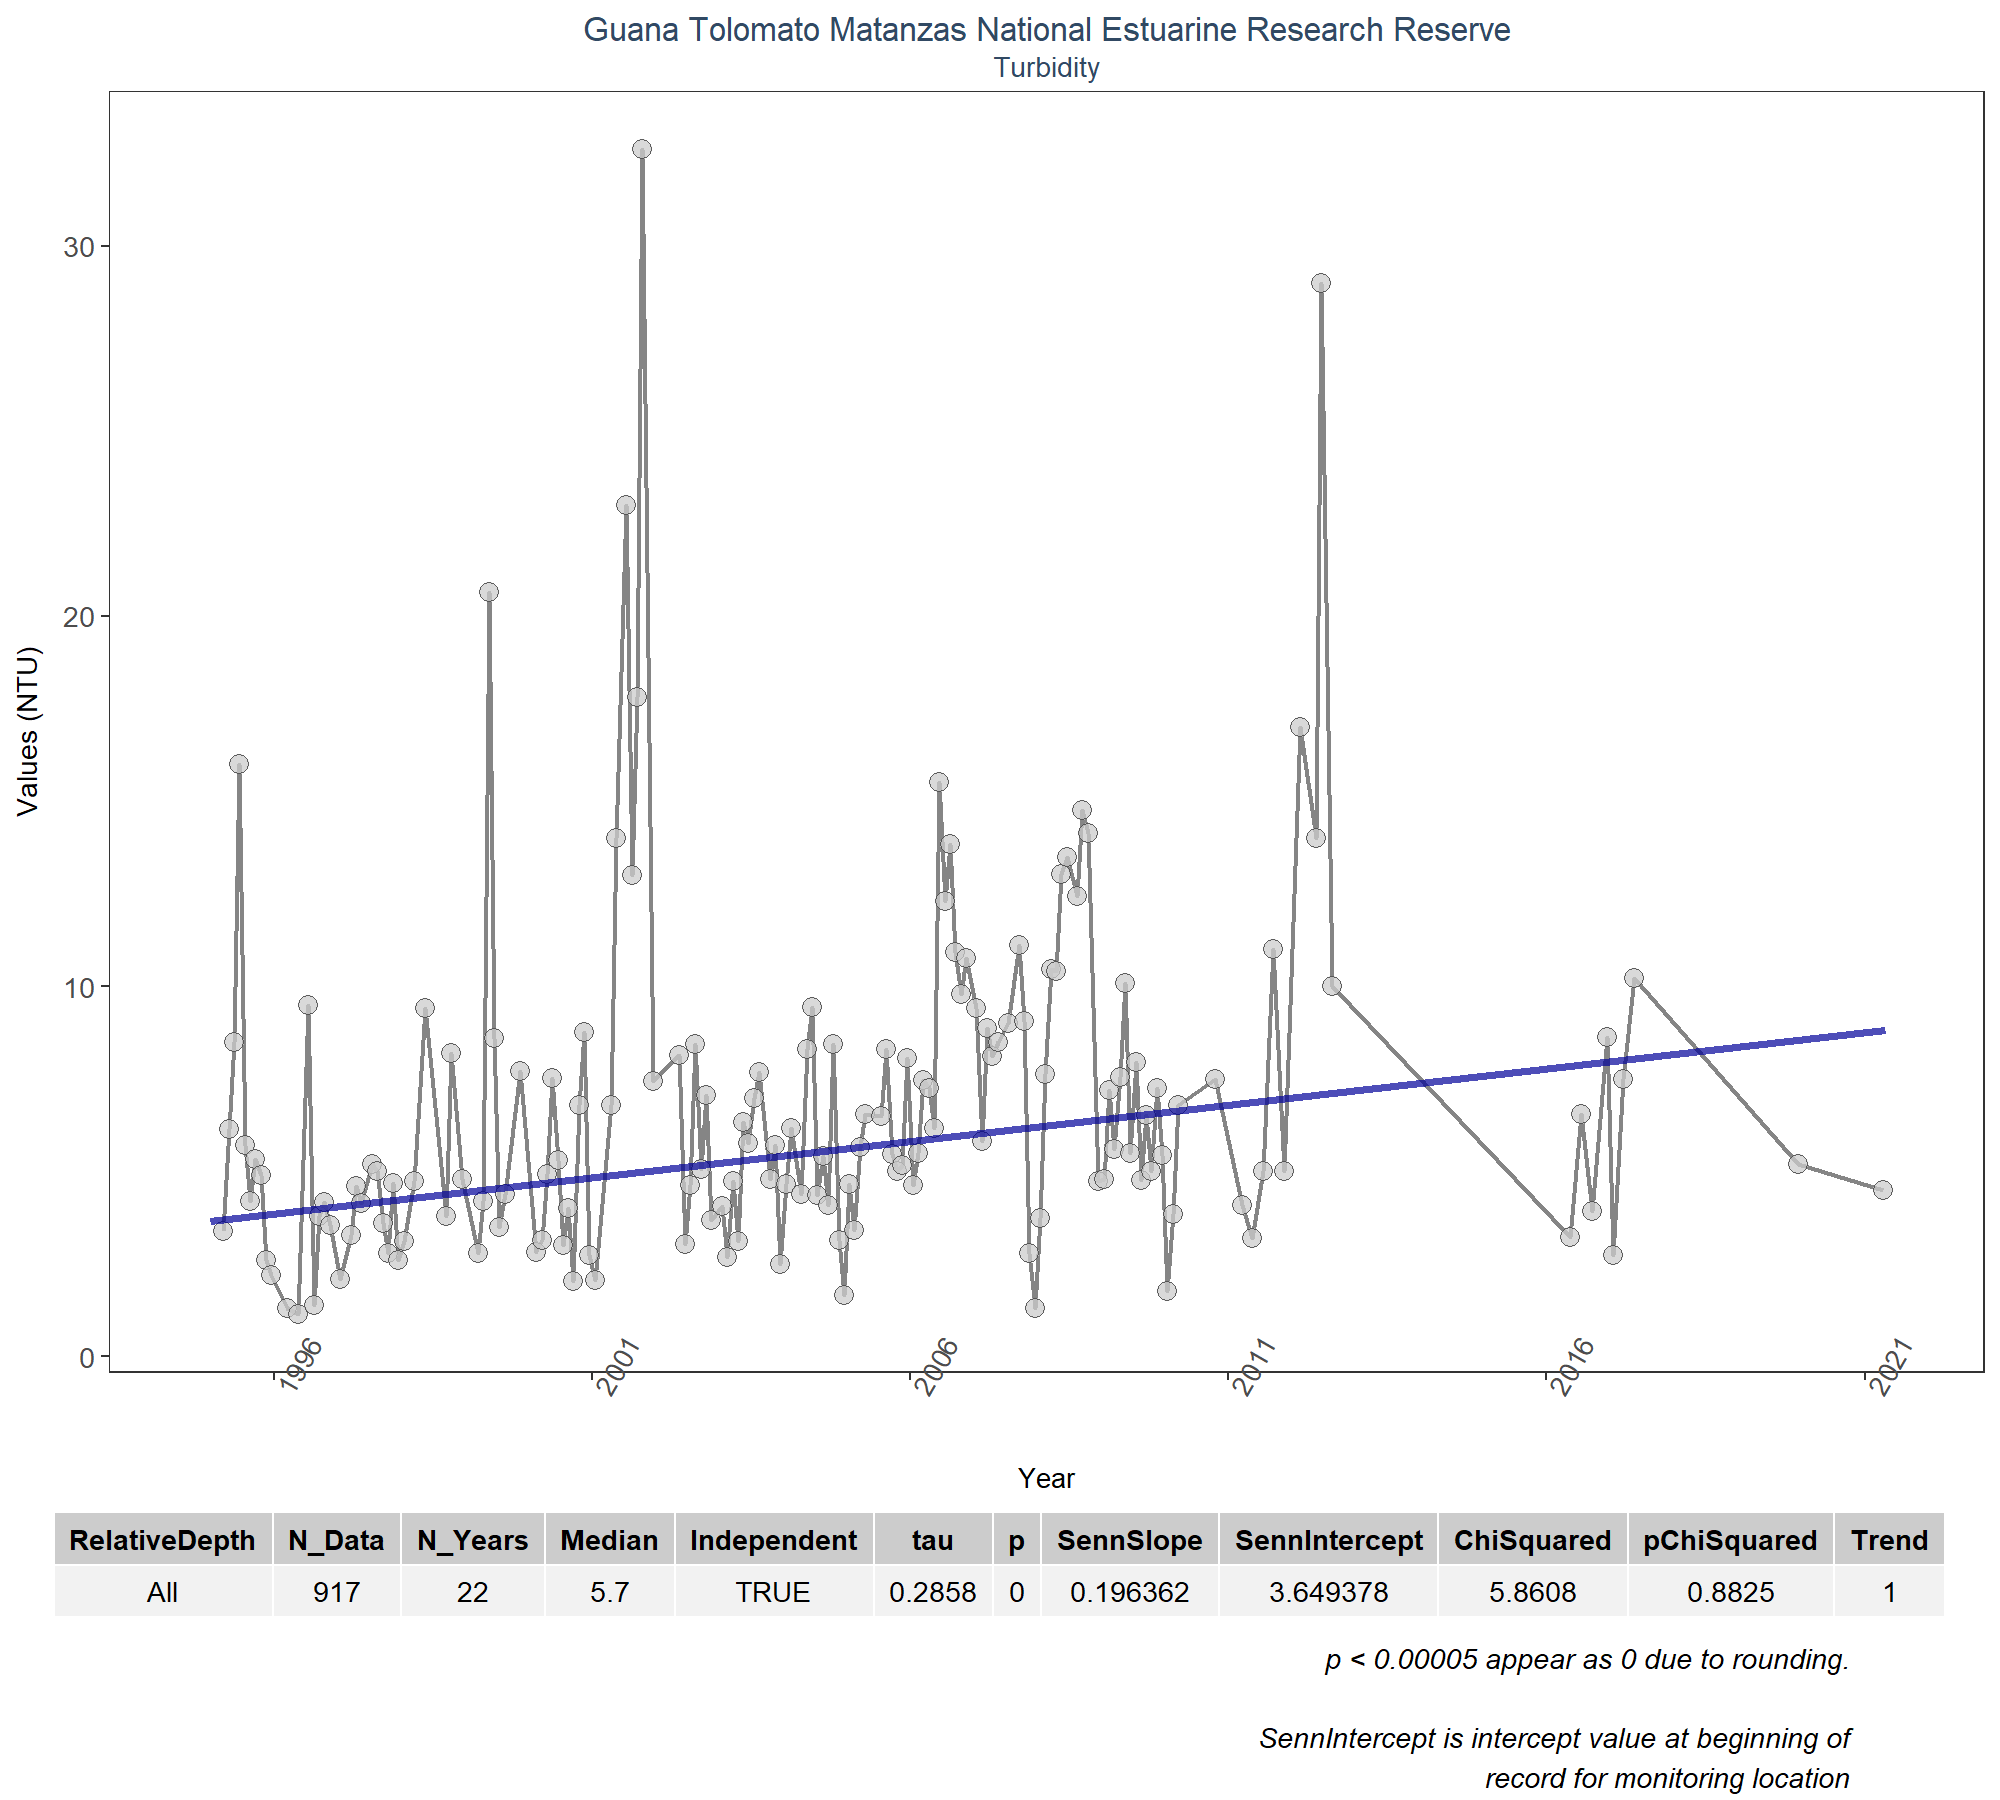 Guana Tolomato Matanzas National Estuarine Research Reserve
Turbidity
Values (NTU)
30
20
10
0
1996 2001 2006 2011 2016 2021
Year
RelativeDepth N_Data N_Years Median Independent tau p SennSlope SennIntercept ChiSquared pChiSquared Trend
All 917 22 5.7 TRUE 0.2858 0 0.196362 3.649378 5.8608 0.8825 1
p < 0.00005 appear as 0 due to rounding.
SennIntercept is intercept value at beginning of
record for monitoring location